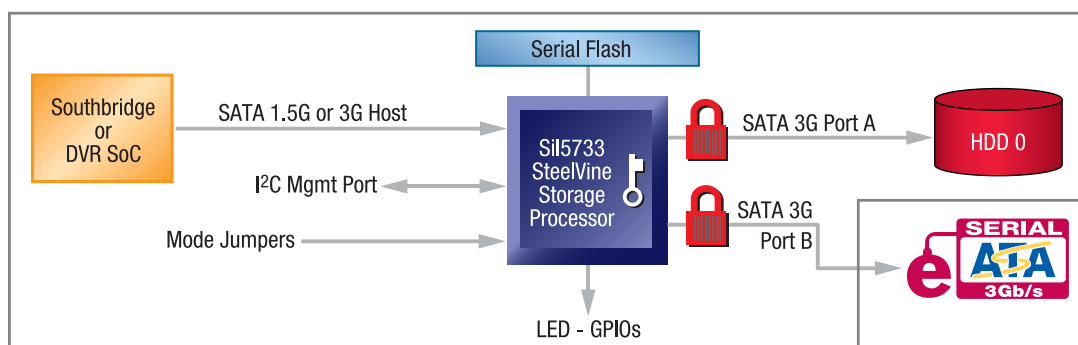 Serial Flash
Southbridge
or
DVR SoC
SATA 1.5G or 3G Host
I²C Mgmt Port
Mode Jumpers
SiI5733
SteelVine
Storage
Processor
SATA 3G Port A
HDD 0
SATA 3G
Port B
LED - GPIOs
e
SERIAL
ATA
3Gb/s